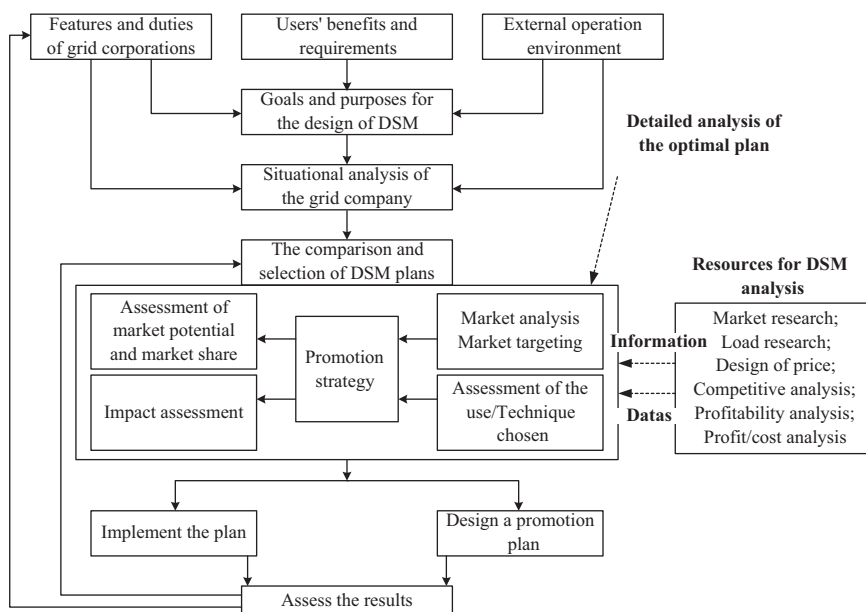 Features and duties
of grid corporations
Users' benefits and
requirements
External operation
environment
Goals and purposes for
the design of DSM
Detailed analysis of
the optimal plan
Situational analysis of
the grid company
The comparison and
selection of DSM plans
Resources for DSM
analysis
Assessment of
market potential
and market share
Promotion
strategy
Market analysis
Market targeting
Impact assessment
Assessment of the
use/Technique
chosen
Information
Datas
Market research;
Load research;
Design of price;
Competitive analysis;
Profitability analysis;
Profit/cost analysis
Implement the plan
Design a promotion
plan
Assess the results